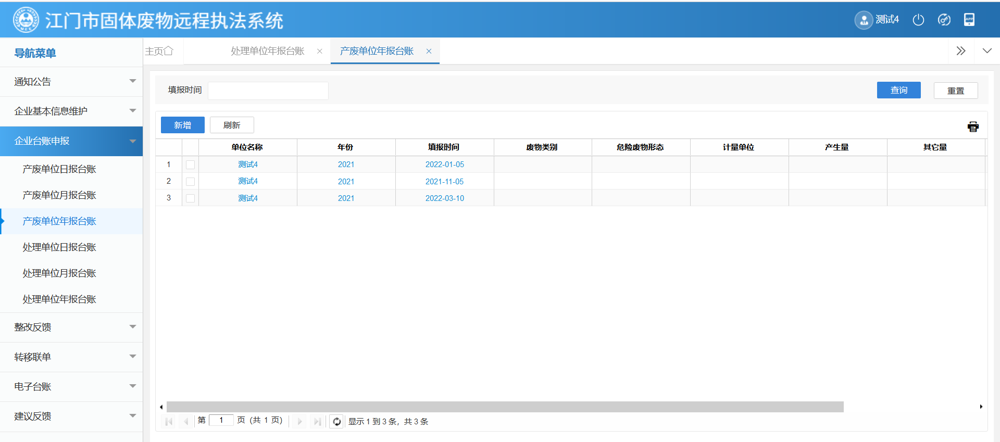 江门市固体废物远程执法系统
测试4
导航菜单
主页
处理单位年报台账
产废单位年报台账
通知公告
企业基本信息维护
企业台账申报
产废单位日报台账
产废单位月报台账
产废单位年报台账
处理单位日报台账
处理单位月报台账
处理单位年报台账
整改反馈
转移联单
电子台账
建议反馈
填报时间
查询
重置
新增
刷新
单位名称 年份 填报时间 废物类别 危险废物形态 计量单位 产生量 其它量
1 测试4 2021 2022-01-05
2 测试4 2021 2021-11-05
3 测试4 2021 2022-03-10
第 1 页 (共 1 页) 显示 1 到 3 条，共 3 条